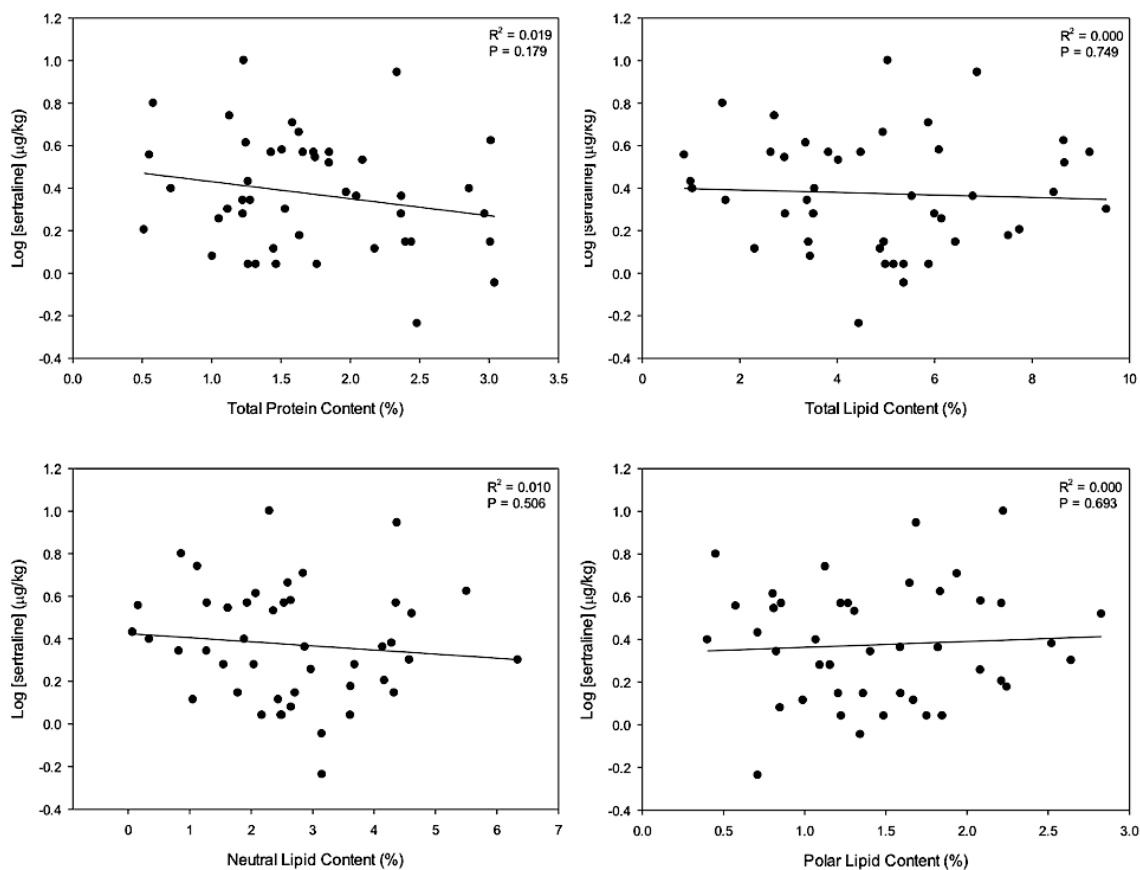 R² = 0.019
P = 0.179
1.2
1.0
0.8
0.6
0.4
0.2
0.0
-0.2
-0.4
Log [sertraline] (µg/kg)
0.0 0.5 1.0 1.5 2.0 2.5 3.0 3.5
Total Protein Content (%)
R² = 0.000
P = 0.749
1.2
1.0
0.8
0.6
0.4
0.2
0.0
-0.2
-0.4
Log [sertraline] (µg/kg)
0 2 4 6 8 10
Total Lipid Content (%)
R² = 0.010
P = 0.506
1.2
1.0
0.8
0.6
0.4
0.2
0.0
-0.2
-0.4
Log [sertraline] (µg/kg)
0 1 2 3 4 5 6 7
Neutral Lipid Content (%)
R² = 0.000
P = 0.693
1.2
1.0
0.8
0.6
0.4
0.2
0.0
-0.2
-0.4
Log [sertraline] (µg/kg)
0.0 0.5 1.0 1.5 2.0 2.5 3.0
Polar Lipid Content (%)